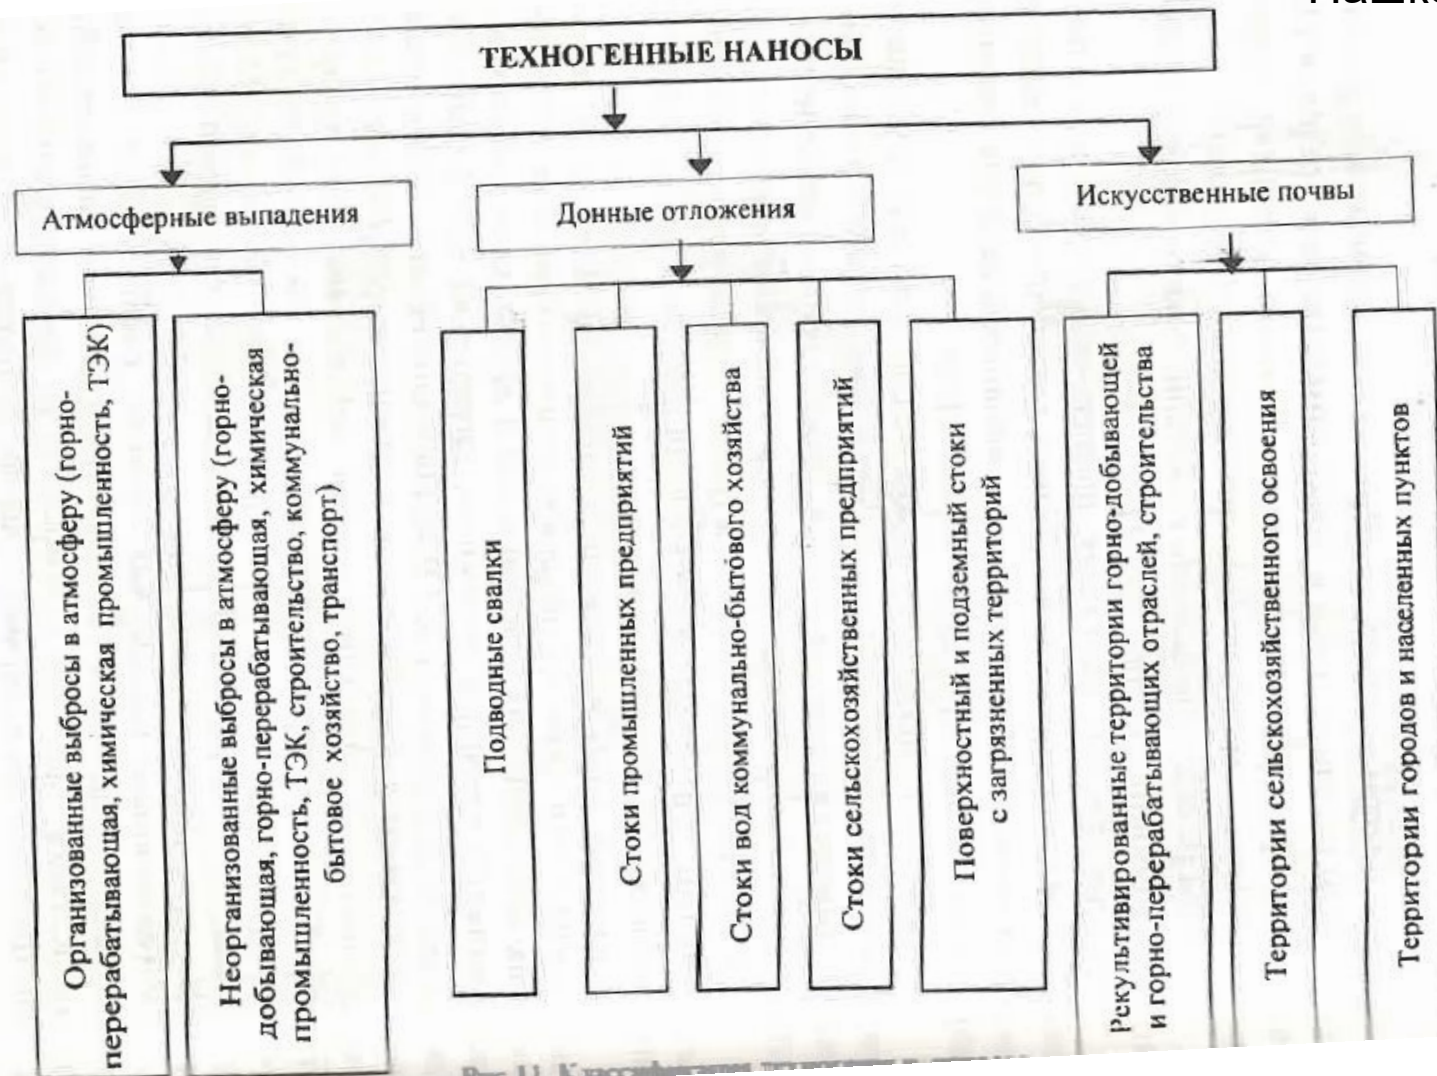 ТЕХНОГЕННЫЕ НАНОСЫ
Атмосферные выпадения
Донные отложения
Искусственные почвы
Организованные выбросы в атмосферу (горно-
перерабатывающая, химическая промышленность, ТЭК)
Неорганизованные выбросы в атмосферу (горно-
добывающая, горно-перерабатывающая, химическая
промышленность, ТЭК, строительство, коммунально-
бытовое хозяйство, транспорт)
Подводные свалки
Стоки промышленных предприятий
Стоки вод коммунально-бытового хозяйства
Стоки сельскохозяйственных предприятий
Поверхностный и подземный стоки
с загрязненных территорий
Рекультивированные территории горно-добывающей
и горно-перерабатывающих отраслей, строительства
Территории сельскохозяйственного освоения
Территории городов и населенных пунктов